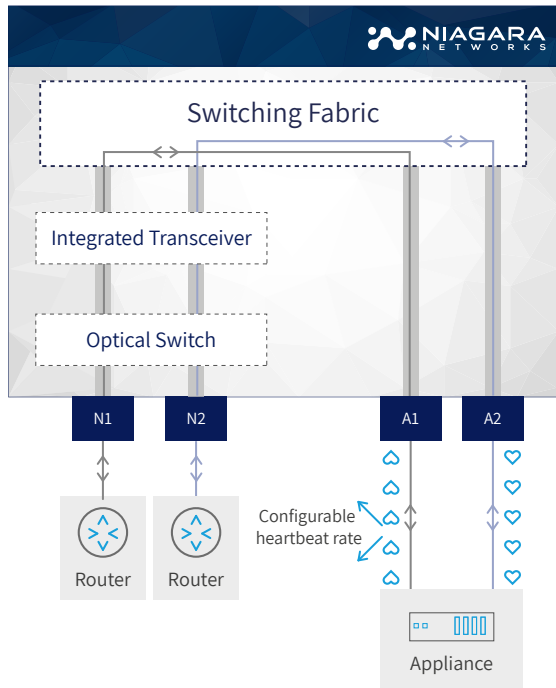 NIAGARA
NETWORKS
Switching Fabric
Integrated Transceiver
Optical Switch
N1
N2
A1
A2
Configurable
heartbeat rate
Router
Router
Appliance